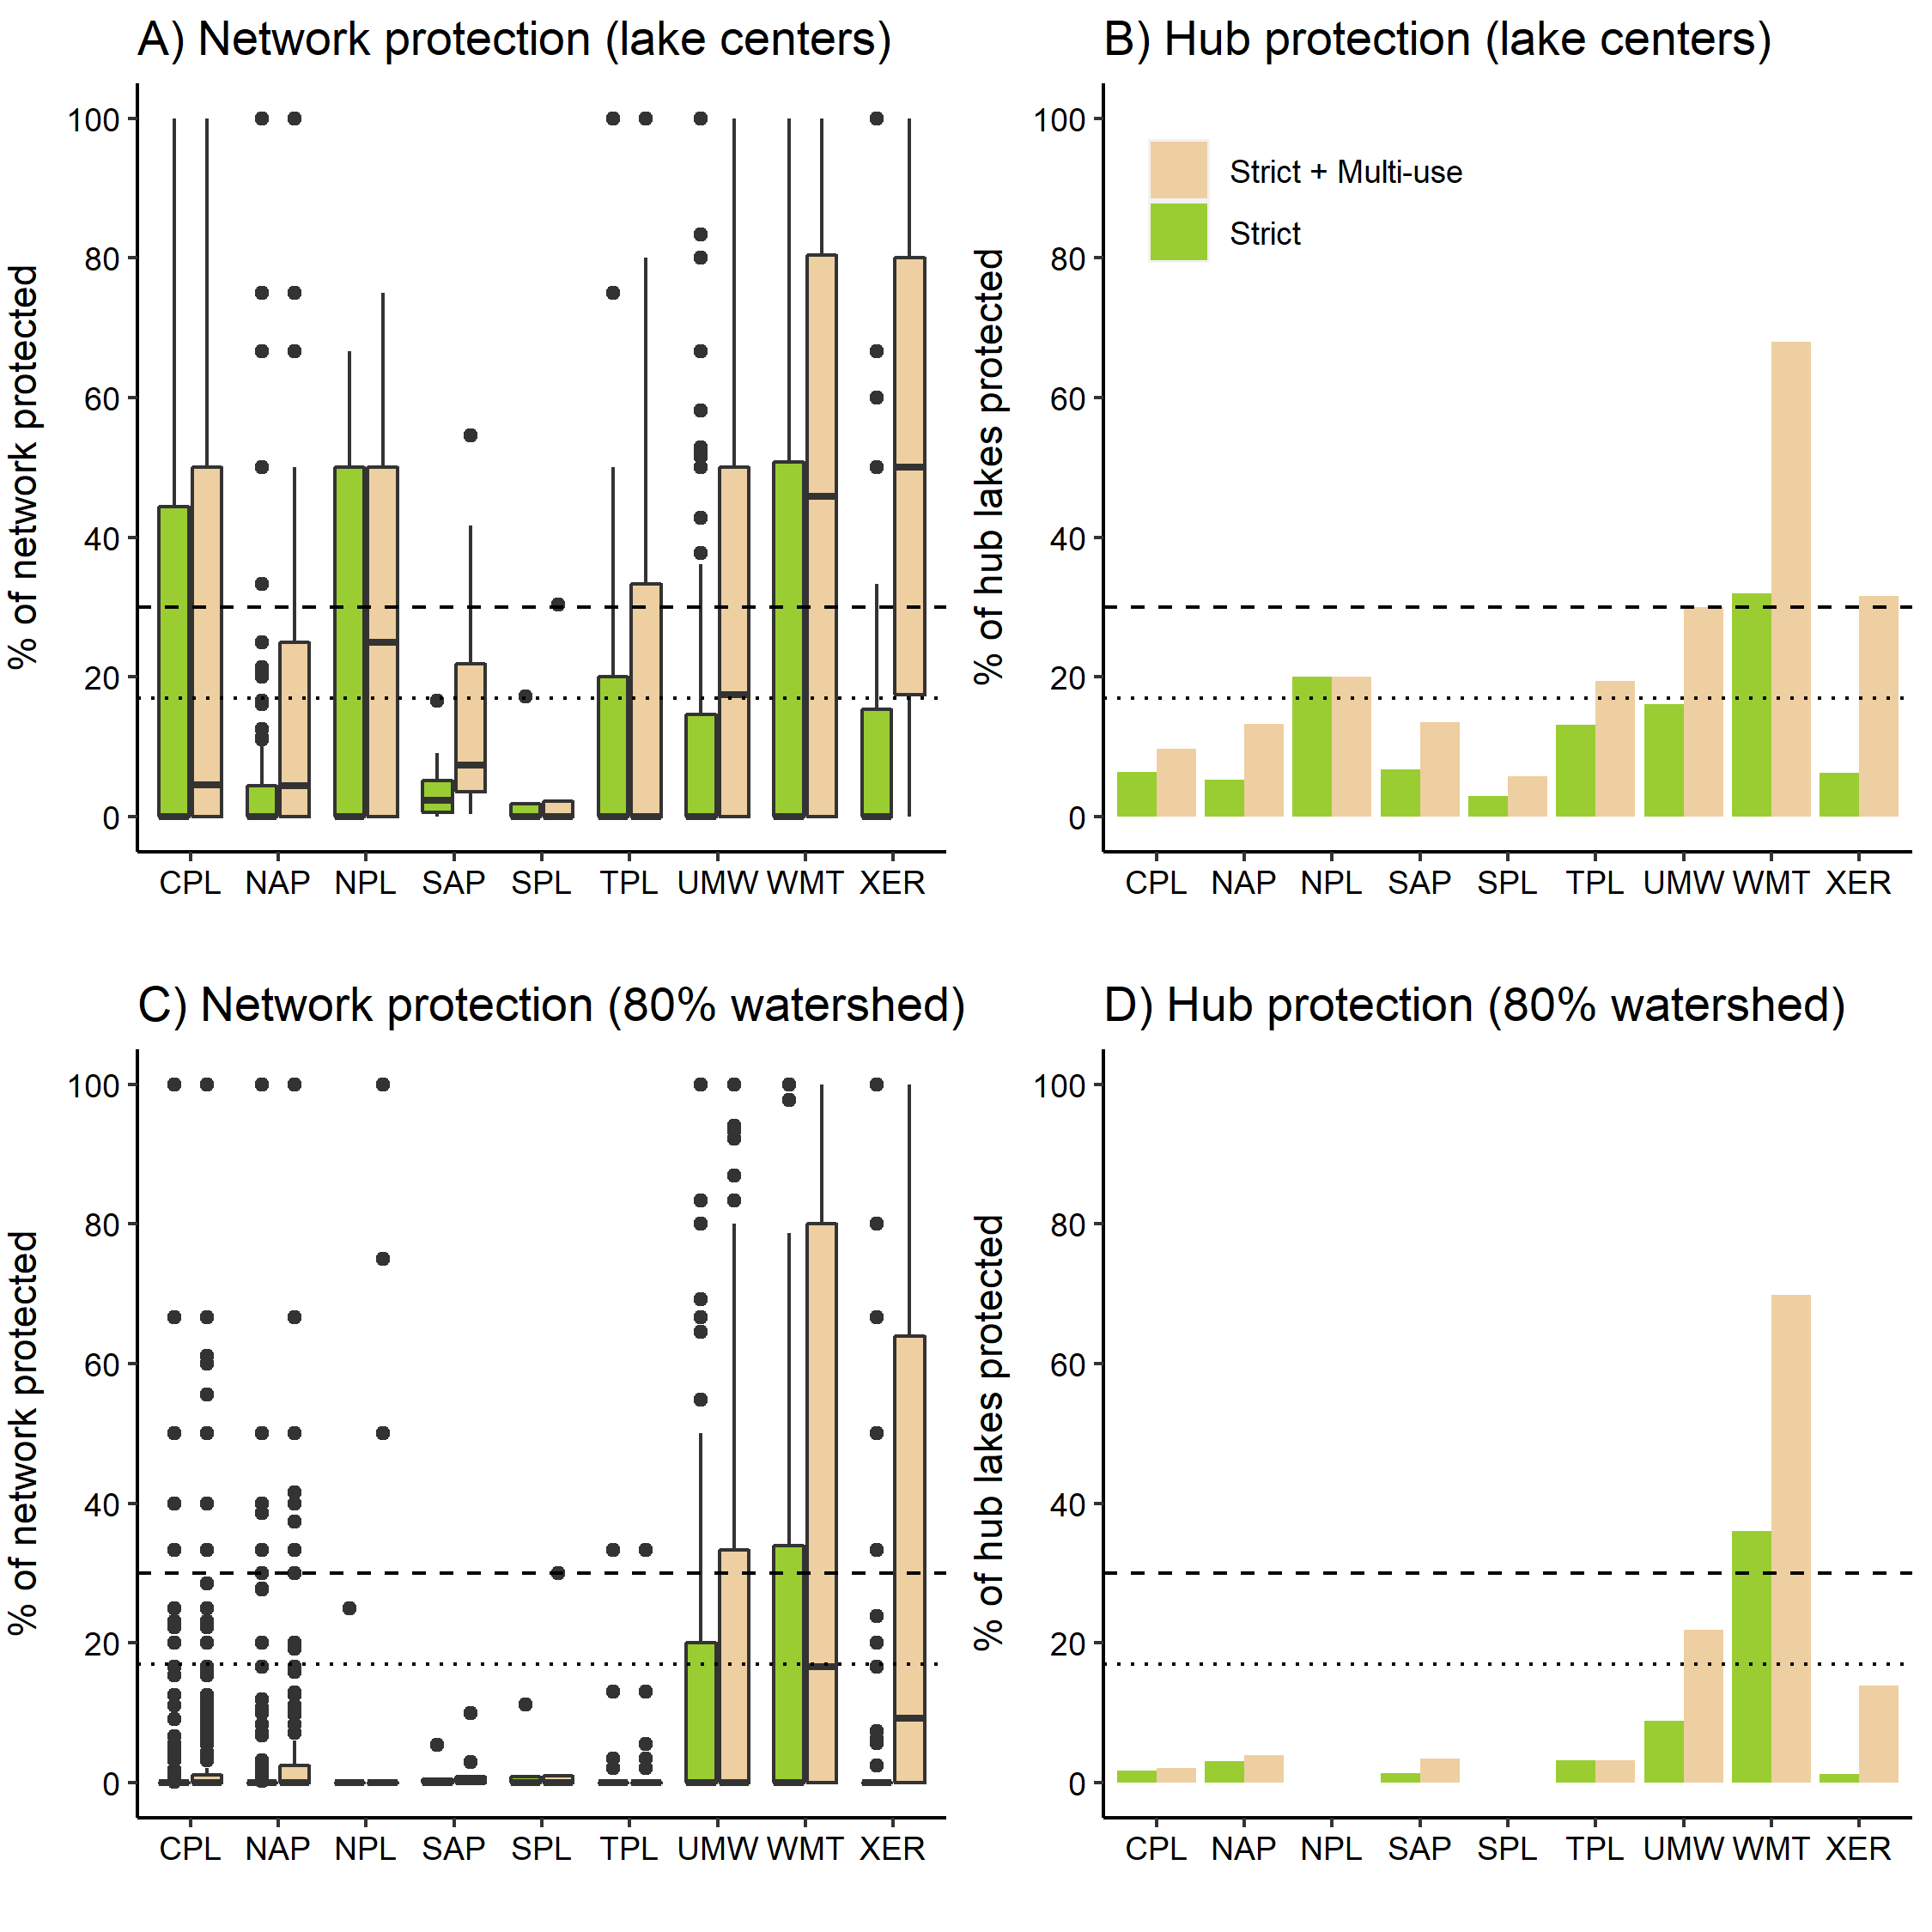 A) Network protection (lake centers)
% of network protected
100
80
60
40
20
0
CPL NAP NPL SAP SPL TPL UMW WMT XER
B) Hub protection (lake centers)
% of hub lakes protected
100
80
60
40
20
0
Strict + Multi-use
Strict
CPL NAP NPL SAP SPL TPL UMW WMT XER
C) Network protection (80% watershed)
% of network protected
100
80
60
40
20
0
CPL NAP NPL SAP SPL TPL UMW WMT XER
D) Hub protection (80% watershed)
% of hub lakes protected
100
80
60
40
20
0
CPL NAP NPL SAP SPL TPL UMW WMT XER